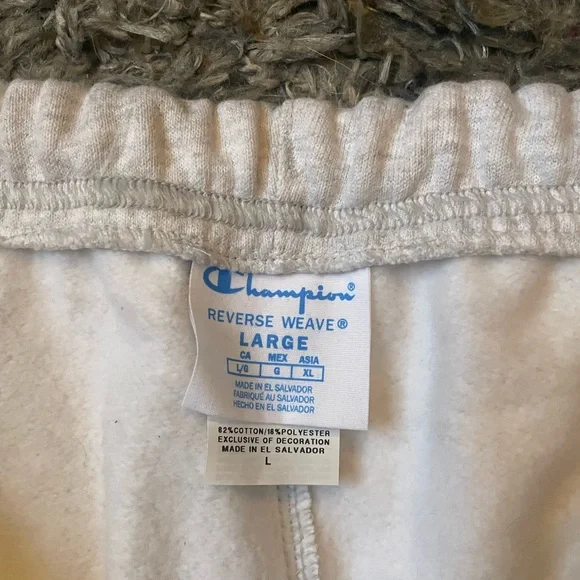 Champion®
REVERSE WEAVE®
LARGE
CA MEX ASIA
L/G G XL
MADE IN EL SALVADOR
FABRIQUÉ AU SALVADOR
HECHO EN EL SALVADOR
82%COTTON/18%POLYESTER
EXCLUSIVE OF DECORATION
MADE IN EL SALVADOR
L